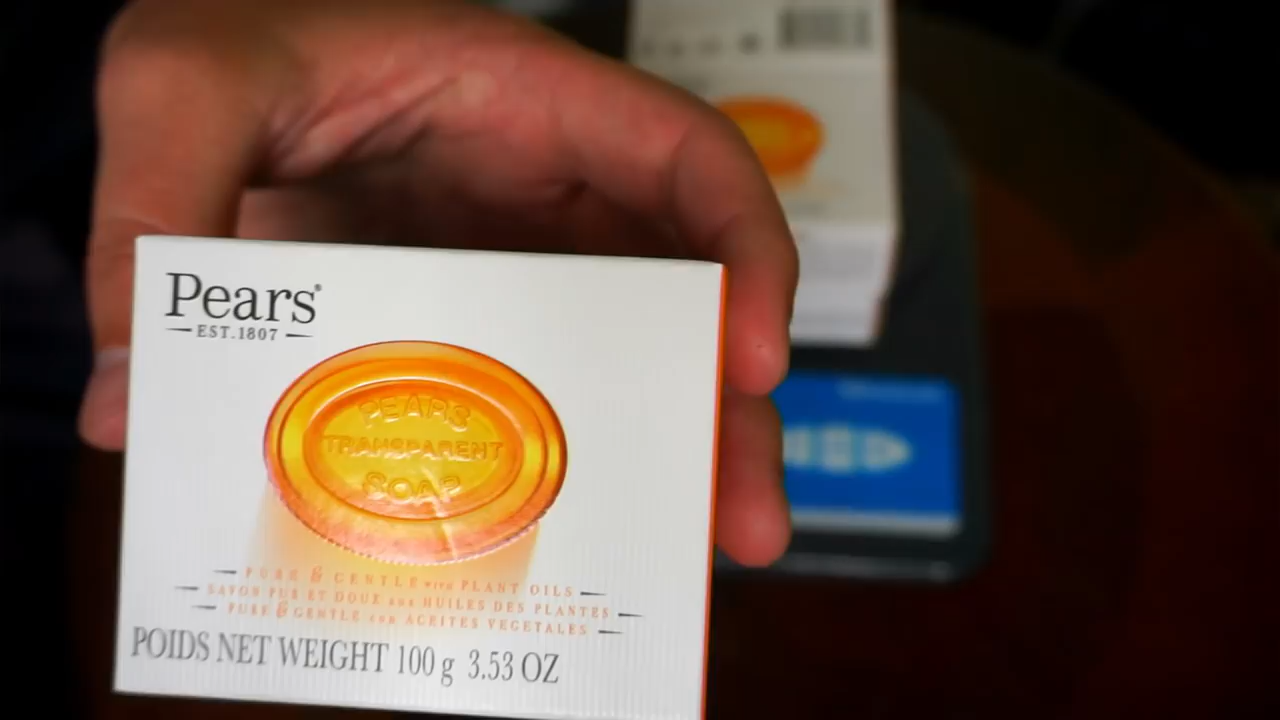 Pears®
EST.1807
PEARS
TRANSPARENT
SOAP
PURE & GENTLE WITH PLANT OILS
SAVON PUR ET DOUX AUX HUILES DES PLANTES
PURE & GENTLE CON ACEITES VEGETALES
POIDS NET WEIGHT 100 g 3.53 OZ